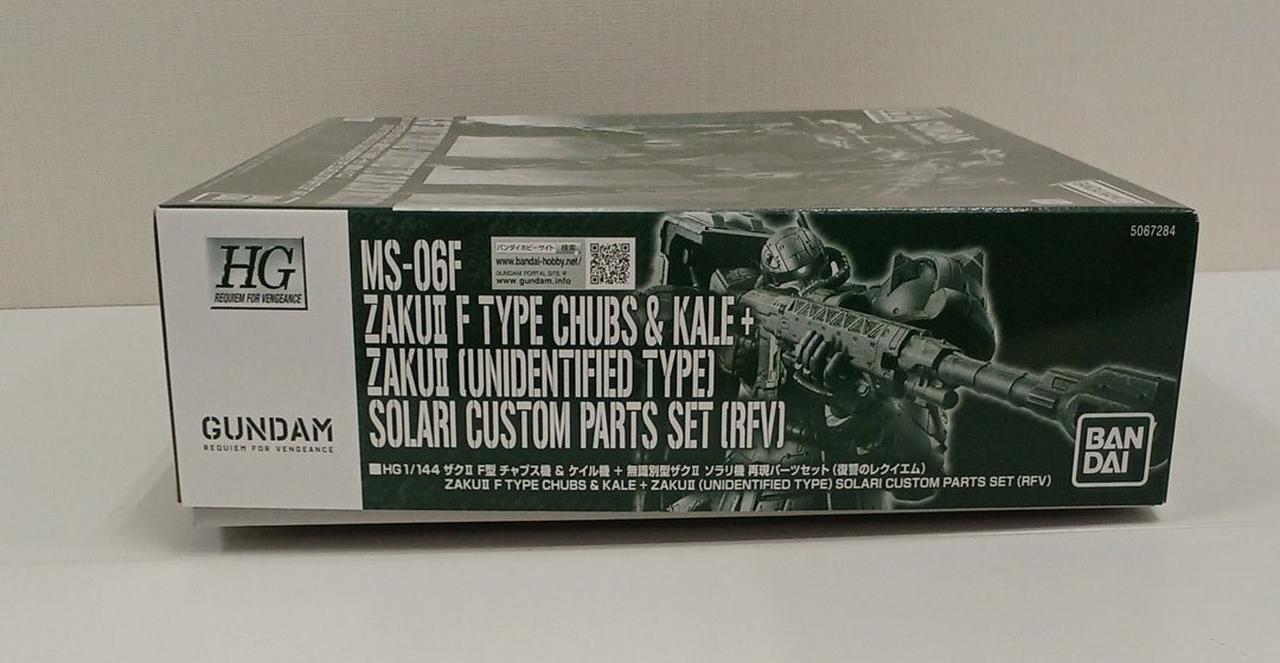 HG
REQUIEM FOR VENGEANCE
GUNDAM
REQUIEM FOR VENGEANCE
MS-06F
ZAKUⅡ F TYPE CHUBS & KALE +
ZAKUⅡ (UNIDENTIFIED TYPE)
SOLARI CUSTOM PARTS SET (RFV)
バンダイホビーサイト 検索
www.bandai-hobby.net/
GUNDAM PORTAL SITE
www.gundam.info
5067284
■HG 1/144 ザクⅡ F型 チャブス機 & ケイル機 + 無識別型ザクⅡ ソラリ機 再現パーツセット (復讐のレクイエム)
ZAKUⅡ F TYPE CHUBS & KALE + ZAKUⅡ (UNIDENTIFIED TYPE) SOLARI CUSTOM PARTS SET (RFV)
BAN
DAI